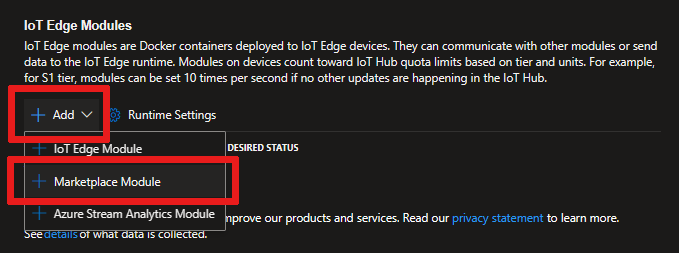 IoT Edge Modules
IoT Edge modules are Docker containers deployed to IoT Edge devices. They can communicate with other modules or send
data to the IoT Edge runtime. Modules on devices count toward IoT Hub quota limits based on tier and units. For example,
for S1 tier, modules can be set 10 times per second if no other updates are happening in the IoT Hub.
+ Add Runtime Settings
+ IoT Edge Module
DESIRED STATUS
+ Marketplace Module
+ Azure Stream Analytics Module
mprove our products and services. Read our privacy statement to learn more.
See details of what data is collected.